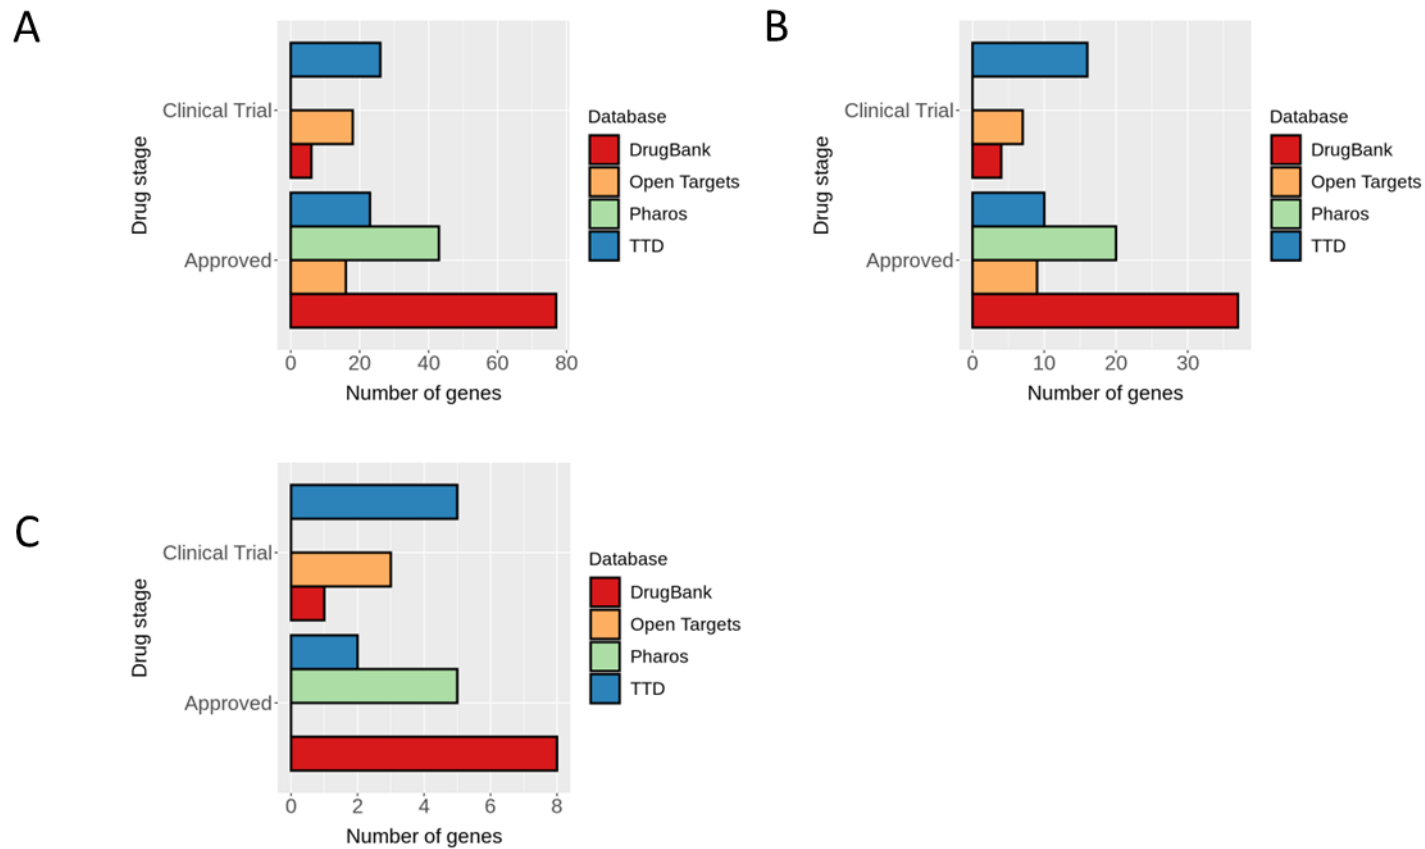 A
Clinical Trial
Approved
Drug stage
0 20 40 60 80
Number of genes
Database
DrugBank
Open Targets
Pharos
TTD
B
Clinical Trial
Approved
Drug stage
0 10 20 30
Number of genes
Database
DrugBank
Open Targets
Pharos
TTD
C
Clinical Trial
Approved
Drug stage
0 2 4 6 8
Number of genes
Database
DrugBank
Open Targets
Pharos
TTD